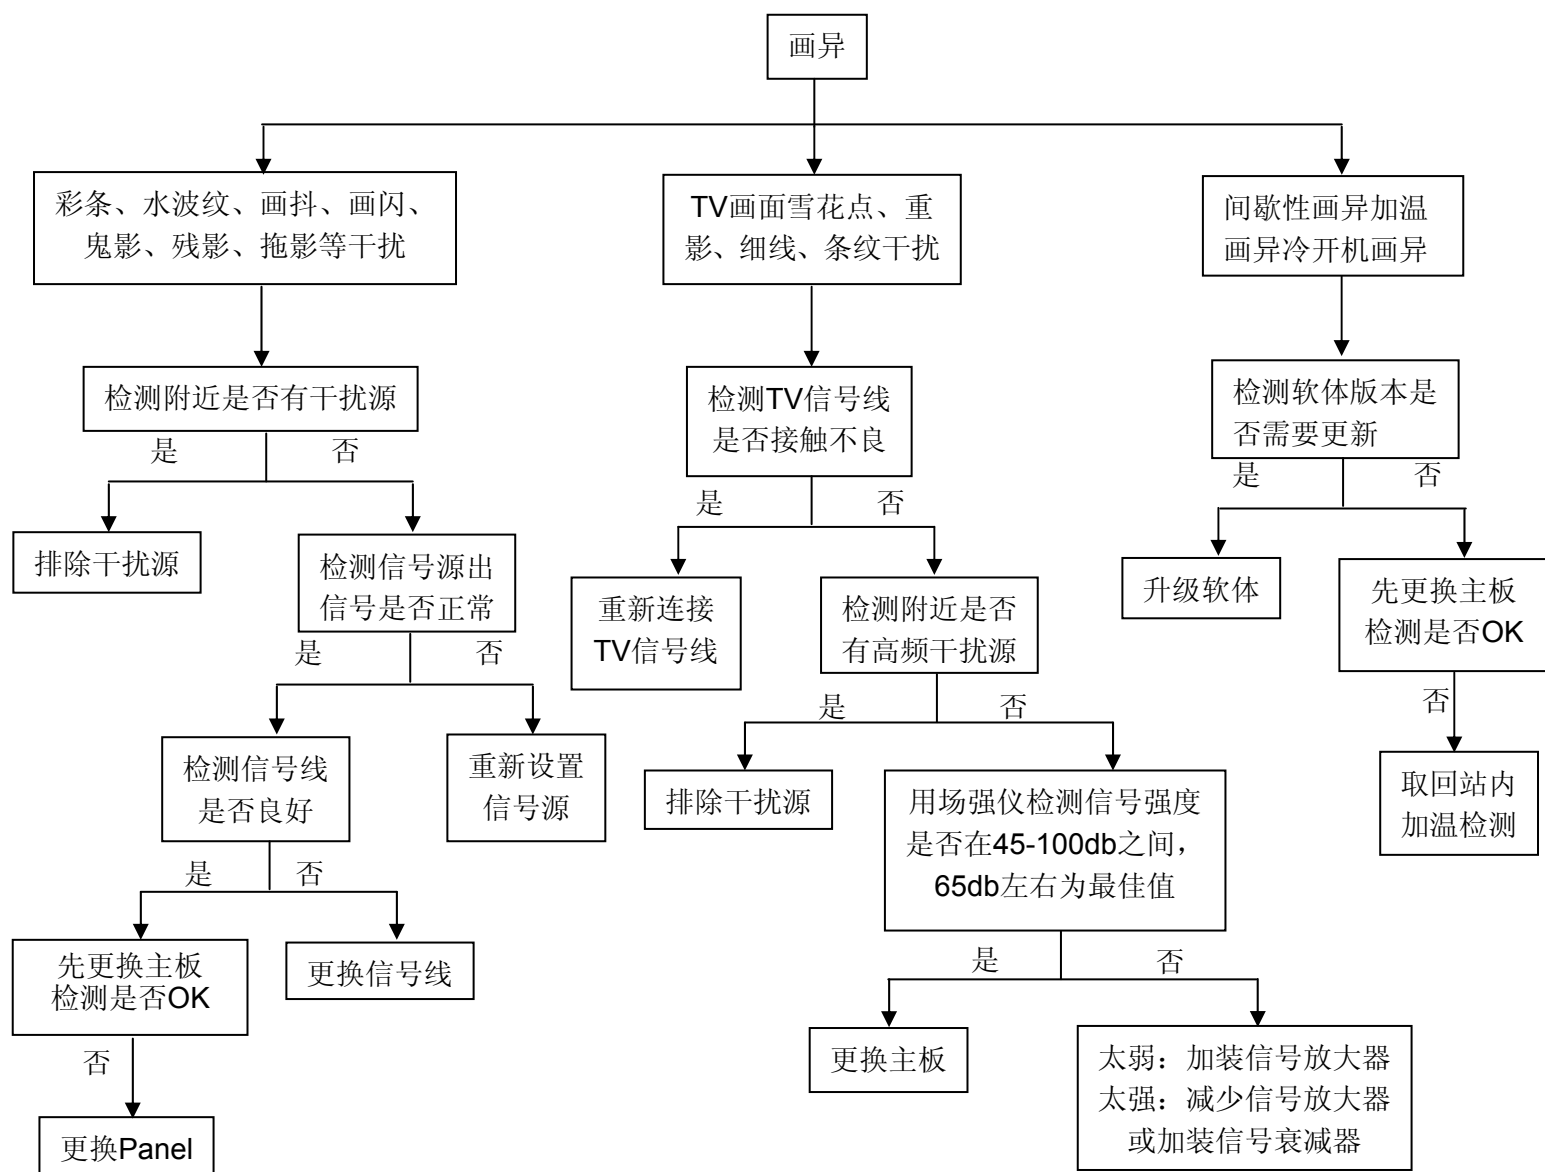 画异
彩条、水波纹、画抖、画闪、
鬼影、残影、拖影等干扰
TV画面雪花点、重
影、细线、条纹干扰
间歇性画异加温
画异冷开机画异
检测附近是否有干扰源
检测TV信号线
是否接触不良
检测软体版本是
否需要更新
是
否
是
否
是
否
排除干扰源
检测信号源出
信号是否正常
重新连接
TV信号线
检测附近是否
有高频干扰源
升级软体
先更换主板
检测是否OK
是
否
是
否
否
检测信号线
是否良好
重新设置
信号源
排除干扰源
用场强仪检测信号强度
是否在45-100db之间，
65db左右为最佳值
取回站内
加温检测
是
否
是
否
先更换主板
检测是否OK
更换信号线
更换主板
太弱：加装信号放大器
太强：减少信号放大器
或加装信号衰减器
否
更换Panel